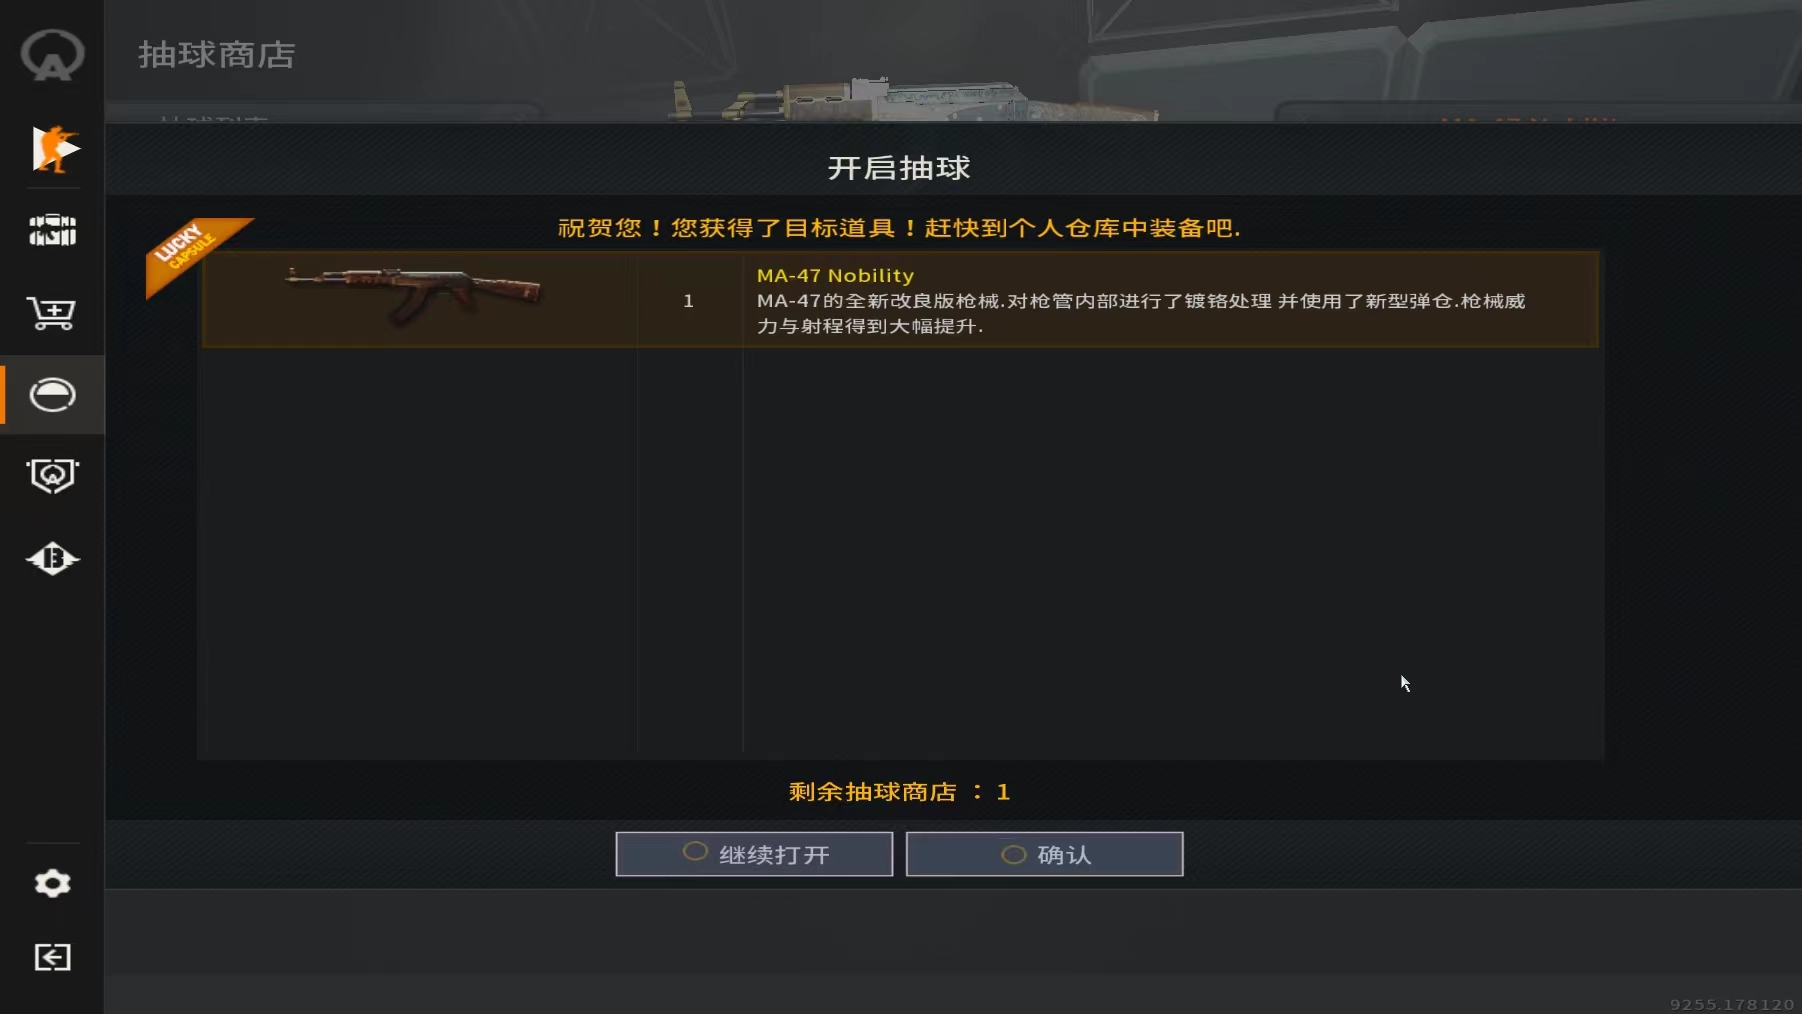 抽球商店
开启抽球
LUCKY
CAPSULE
祝贺您！您获得了目标道具！赶快到个人仓库中装备吧.
MA-47 Nobility
1
MA-47的全新改良版枪械.对枪管内部进行了镀铬处理 并使用了新型弹仓.枪械威
力与射程得到大幅提升.
剩余抽球商店 ： 1
继续打开
确认
9255.178120